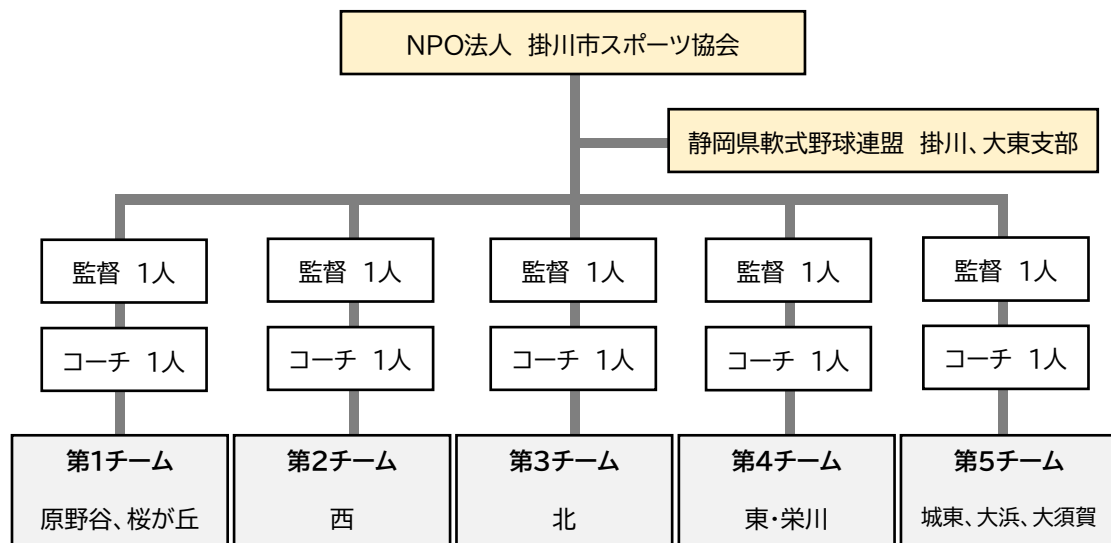 NPO法人 掛川市スポーツ協会
静岡県軟式野球連盟 掛川、大東支部
監督 1人
監督 1人
監督 1人
監督 1人
監督 1人
コーチ 1人
コーチ 1人
コーチ 1人
コーチ 1人
コーチ 1人
第1チーム
原野谷、桜が丘
第2チーム
西
第3チーム
北
第4チーム
東・栄川
第5チーム
城東、大浜、大須賀